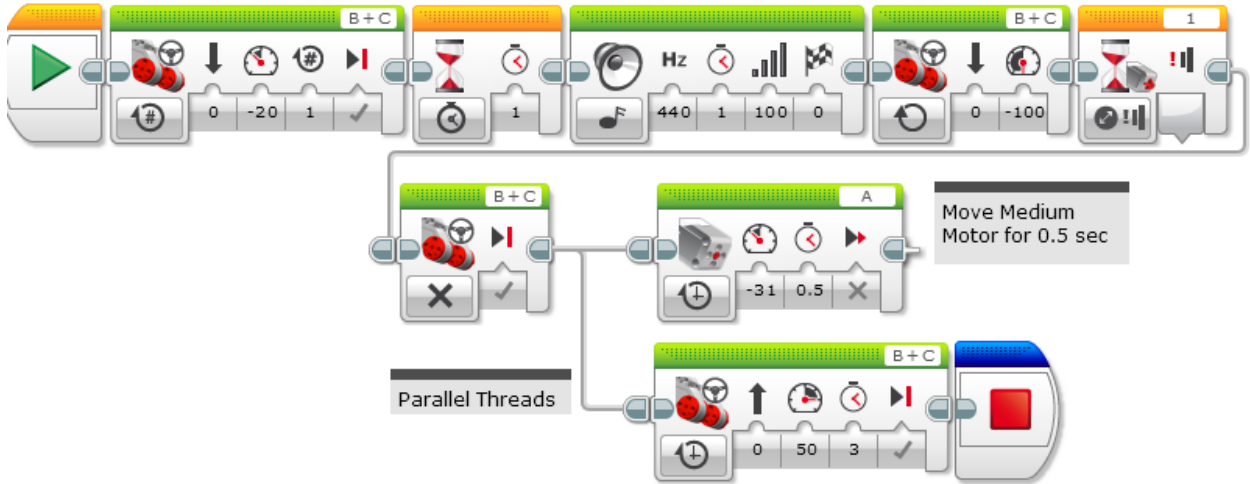 B + C
0 -20 1
1
Hz
440 1 100 0
B + C
0 -100
1
B + C
A
-31 0.5
Move Medium
Motor for 0.5 sec
Parallel Threads
B + C
0 50 3